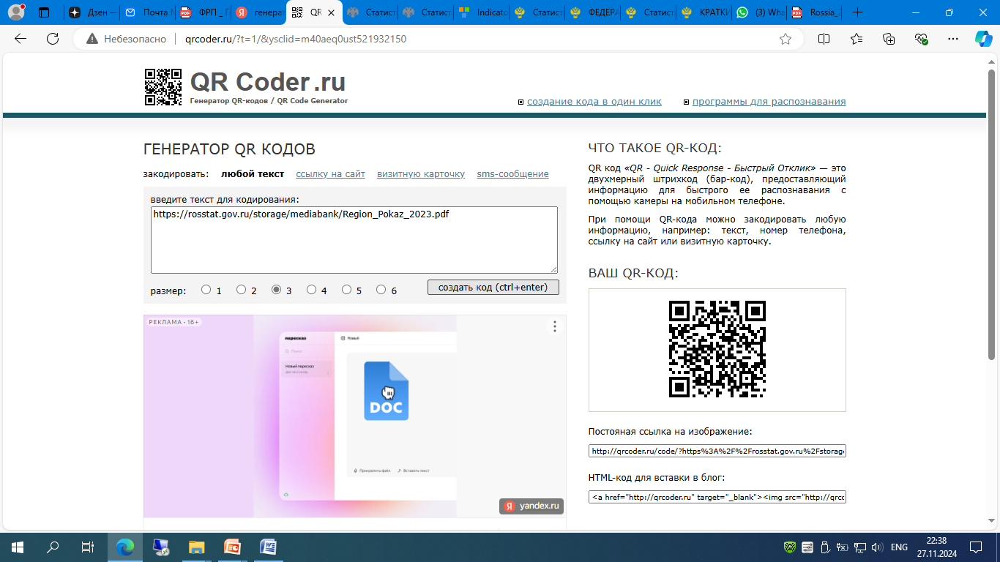 Дзен —
Почта М
ФРП _ Г
генерат
QR
Статист
Статист
Indicato
Статист
ФЕДЕРА
Статист
КРАТКИ
(3) Wha
Rossia_
Небезопасно
qrcoder.ru/?t=1/&ysclid=m40aeq0ust521932150
QR Coder.ru
Генератор QR-кодов / QR Code Generator
создание кода в один клик
программы для распознавания
ГЕНЕРАТОР QR КОДОВ
закодировать: любой текст ссылку на сайт визитную карточку sms-сообщение
введите текст для кодирования:
https://rosstat.gov.ru/storage/mediabank/Region_Pokaz_2023.pdf
размер: 1 2 3 4 5 6 создать код (ctrl+enter)
РЕКЛАМА • 16+
пересказ
Новый
Поиск
Новый пересказ
DOC
Прикрепить файл
Вставить текст
Я yandex.ru
ЧТО ТАКОЕ QR-КОД:
QR код «QR - Quick Response - Быстрый Отклик» — это
двухмерный штрихкод (бар-код), предоставляющий
информацию для быстрого ее распознавания с
помощью камеры на мобильном телефоне.
При помощи QR-кода можно закодировать любую
информацию, например: текст, номер телефона,
ссылку на сайт или визитную карточку.
ВАШ QR-КОД:
Постояная ссылка на изображение:
http://qrcoder.ru/code/?https%3A%2F%2Frosstat.gov.ru%2Fstorage
HTML-код для вставки в блог:
<a href="http://qrcoder.ru" target="_blank"><img src="http://qrco
ENG
22:38
27.11.2024